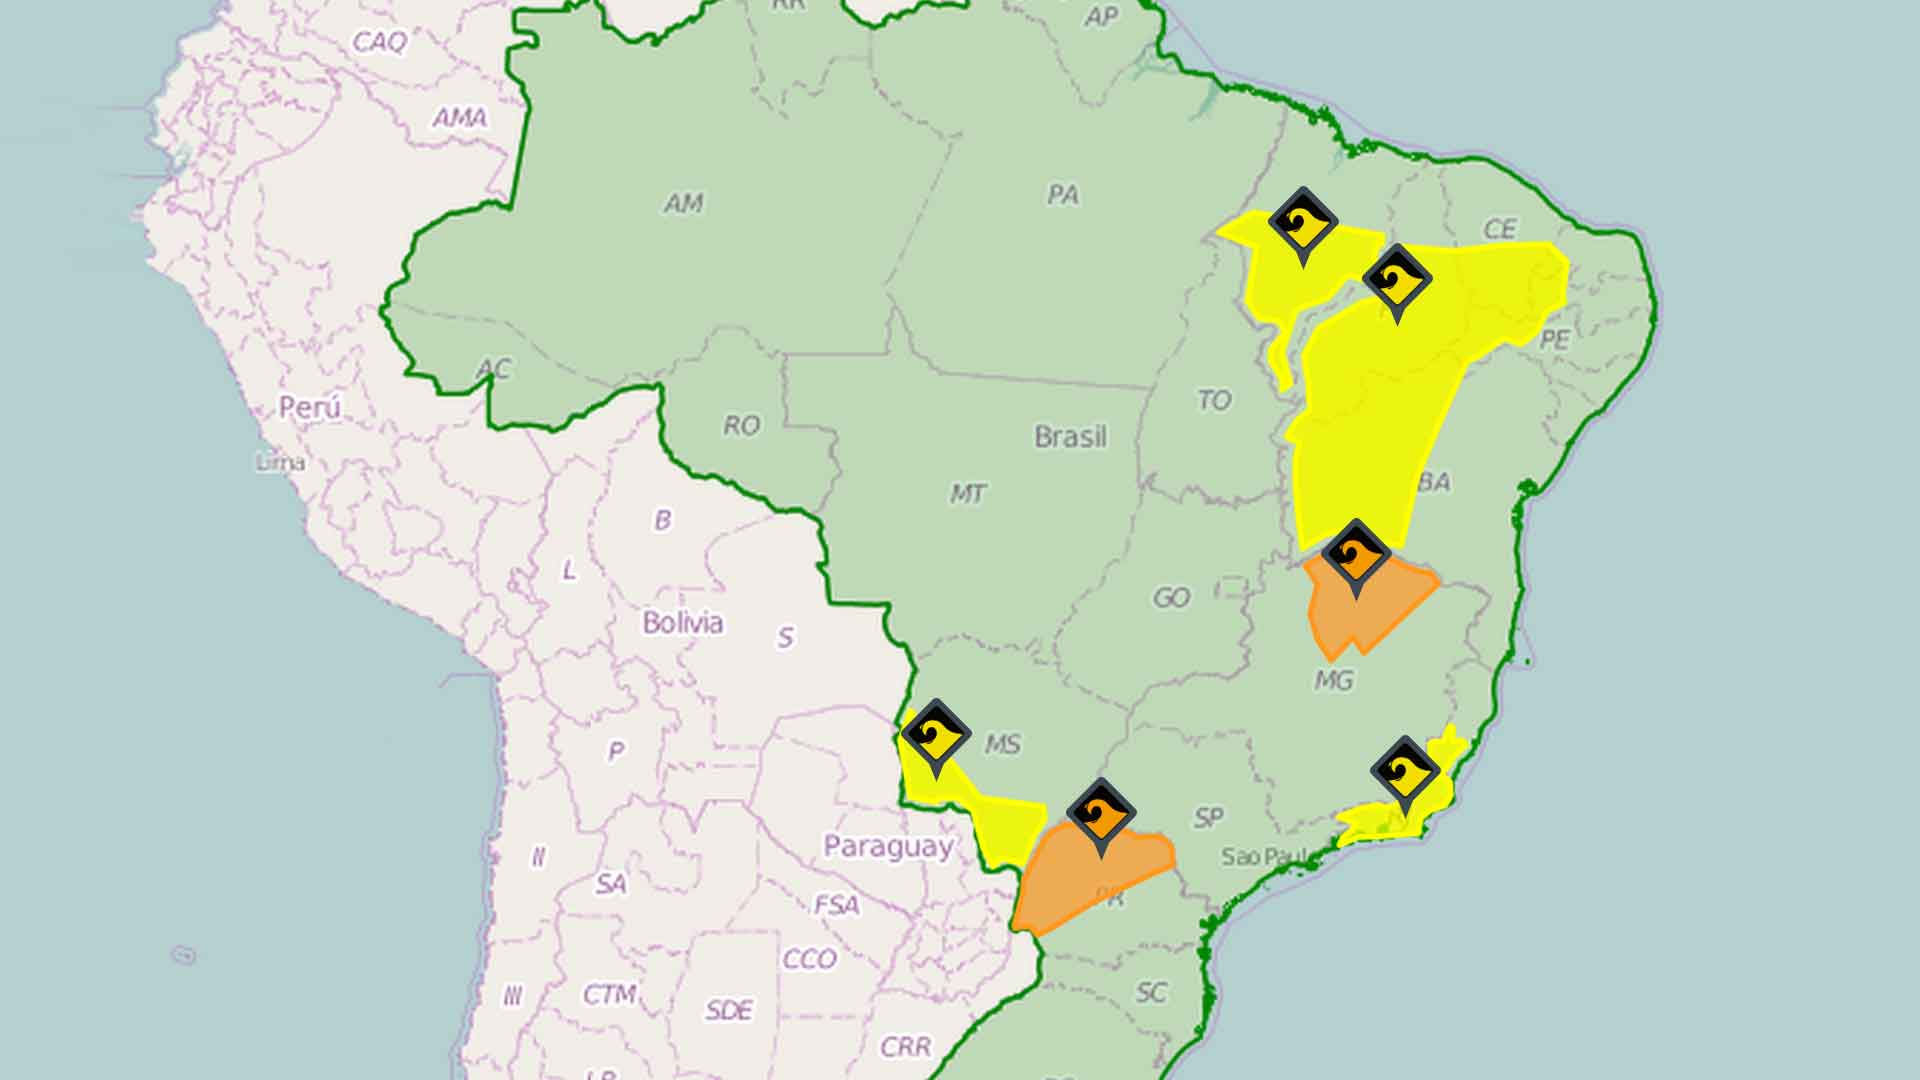 RR
AP
CAQ
AMA
AM
PA
CE
PE
AC
TO
Perú
RO
Brasil
Lima
BA
MT
B
L
GO
Bolivia
S
MG
MS
P
SP
Paraguay
Sao Paulo
N
SA
PR
FSA
CCO
III
CTM
SC
SDE
CRR